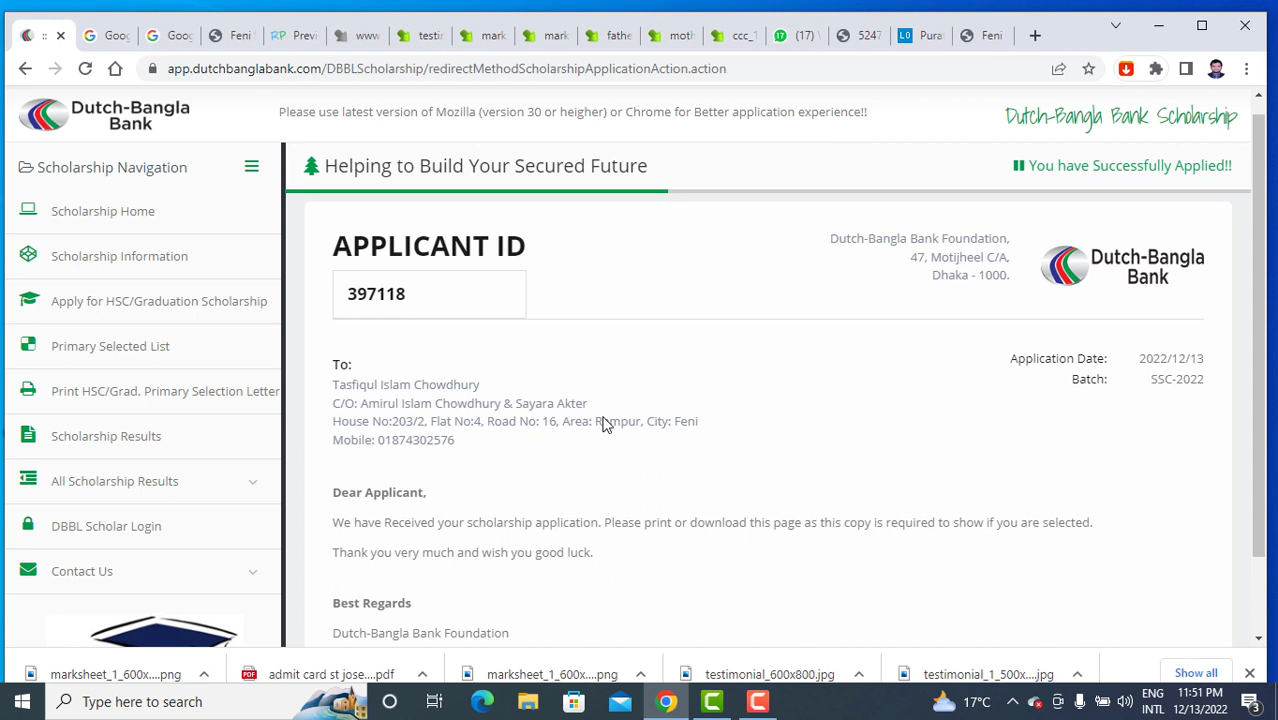 :: 
Goog
Goog
Feni
Previ
www
testin
mark
mark
fathe
moth
ccc_1
(17)
5247
Pura
Feni
app.dutchbanglabank.com/DBBLScholarship/redirectMethodScholarshipApplicationAction.action
Dutch-Bangla
Bank
Please use latest version of Mozilla (version 30 or heigher) or Chrome for Better application experience!!
Dutch-Bangla Bank Scholarship
Scholarship Navigation
Helping to Build Your Secured Future
You have Successfully Applied!!
Scholarship Home
Scholarship Information
Apply for HSC/Graduation Scholarship
Primary Selected List
Print HSC/Grad. Primary Selection Letter
Scholarship Results
All Scholarship Results
DBBL Scholar Login
Contact Us
APPLICANT ID
397118
Dutch-Bangla Bank Foundation,
47, Motijheel C/A,
Dhaka - 1000.
Dutch-Bangla
Bank
To:
Tasfiqul Islam Chowdhury
C/O: Amirul Islam Chowdhury & Sayara Akter
House No:203/2, Flat No:4, Road No: 16, Area: Rampur, City: Feni
Mobile: 01874302576
Application Date: 2022/12/13
Batch: SSC-2022
Dear Applicant,
We have Received your scholarship application. Please print or download this page as this copy is required to show if you are selected.
Thank you very much and wish you good luck.
Best Regards
Dutch-Bangla Bank Foundation
marksheet_1_600x....png
admit card st jose....pdf
marksheet_1_600x....png
testimonial_600x800.jpg
testimonial_1_500x....jpg
Show all
Type here to search
17°C
ENG
INTL
11:51 PM
12/13/2022
3